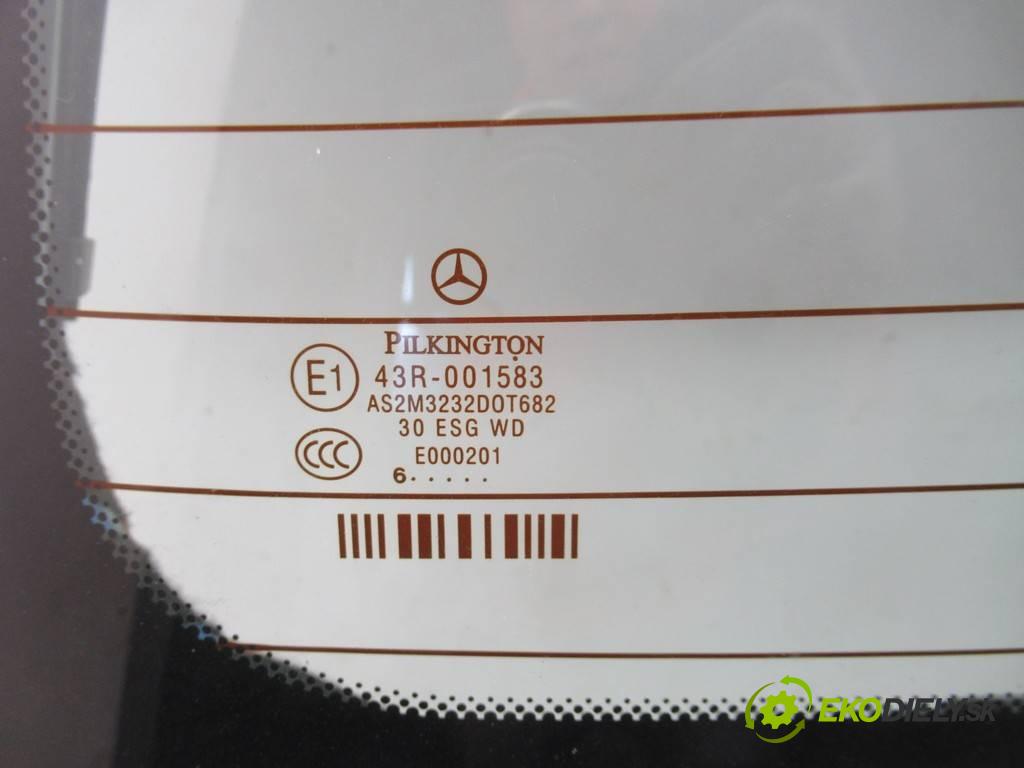 PILKINGTON
E1
43R-001583
AS2M3232DOT682
30 ESG WD
CCC
E000201
6.....
EKODIELY.SK